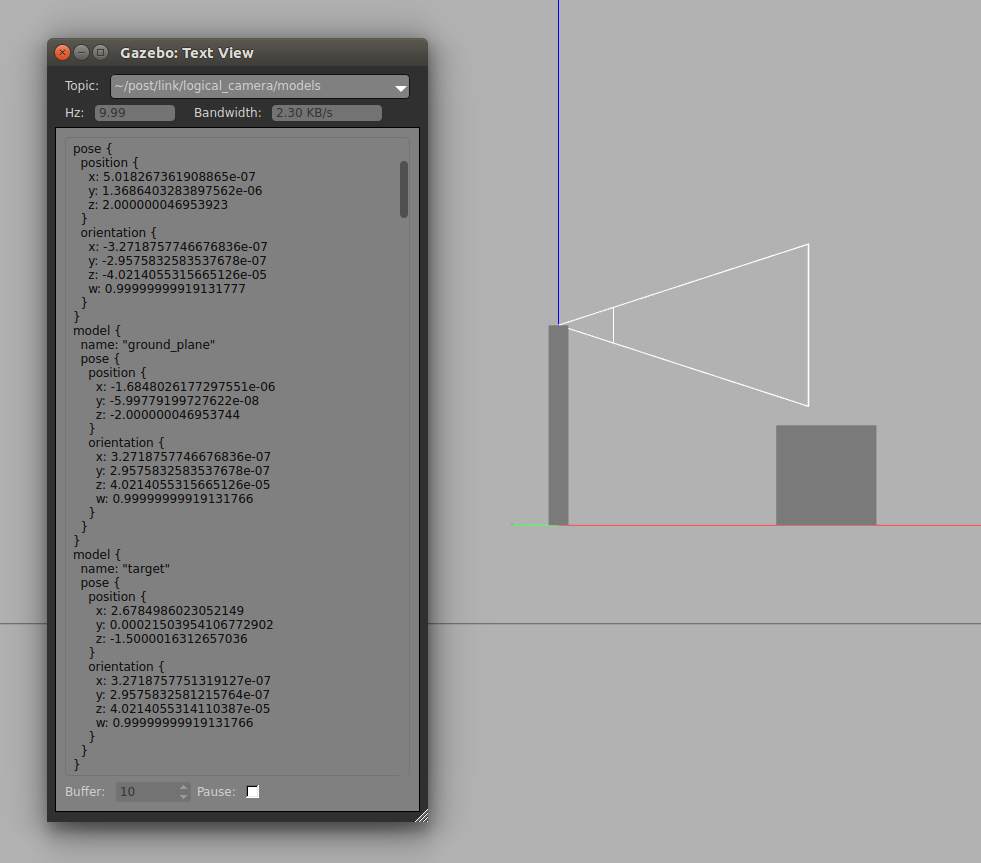 Gazebo: Text View
Topic: ~/post/link/logical_camera/models
Hz: 9.99 Bandwidth: 2.30 KB/s
pose {
position {
x: 5.018267361908865e-07
y: 1.3686403283897562e-06
z: 2.000000046953923
}
orientation {
x: -3.2718757746676836e-07
y: -2.9575832583537678e-07
z: -4.0214055315665126e-05
w: 0.99999999919131777
}
}
model {
name: "ground_plane"
pose {
position {
x: -1.6848026177297551e-06
y: -5.99779199727622e-08
z: -2.000000046953744
}
orientation {
x: 3.2718757746676836e-07
y: 2.9575832583537678e-07
z: 4.0214055315665126e-05
w: 0.99999999919131766
}
}
}
model {
name: "target"
pose {
position {
x: 2.6784986023052149
y: 0.00021503954106772902
z: -1.5000016312657036
}
orientation {
x: 3.2718757751319127e-07
y: 2.9575832581215764e-07
z: 4.0214055314110387e-05
w: 0.99999999919131766
}
}
}
Buffer: 10 Pause: